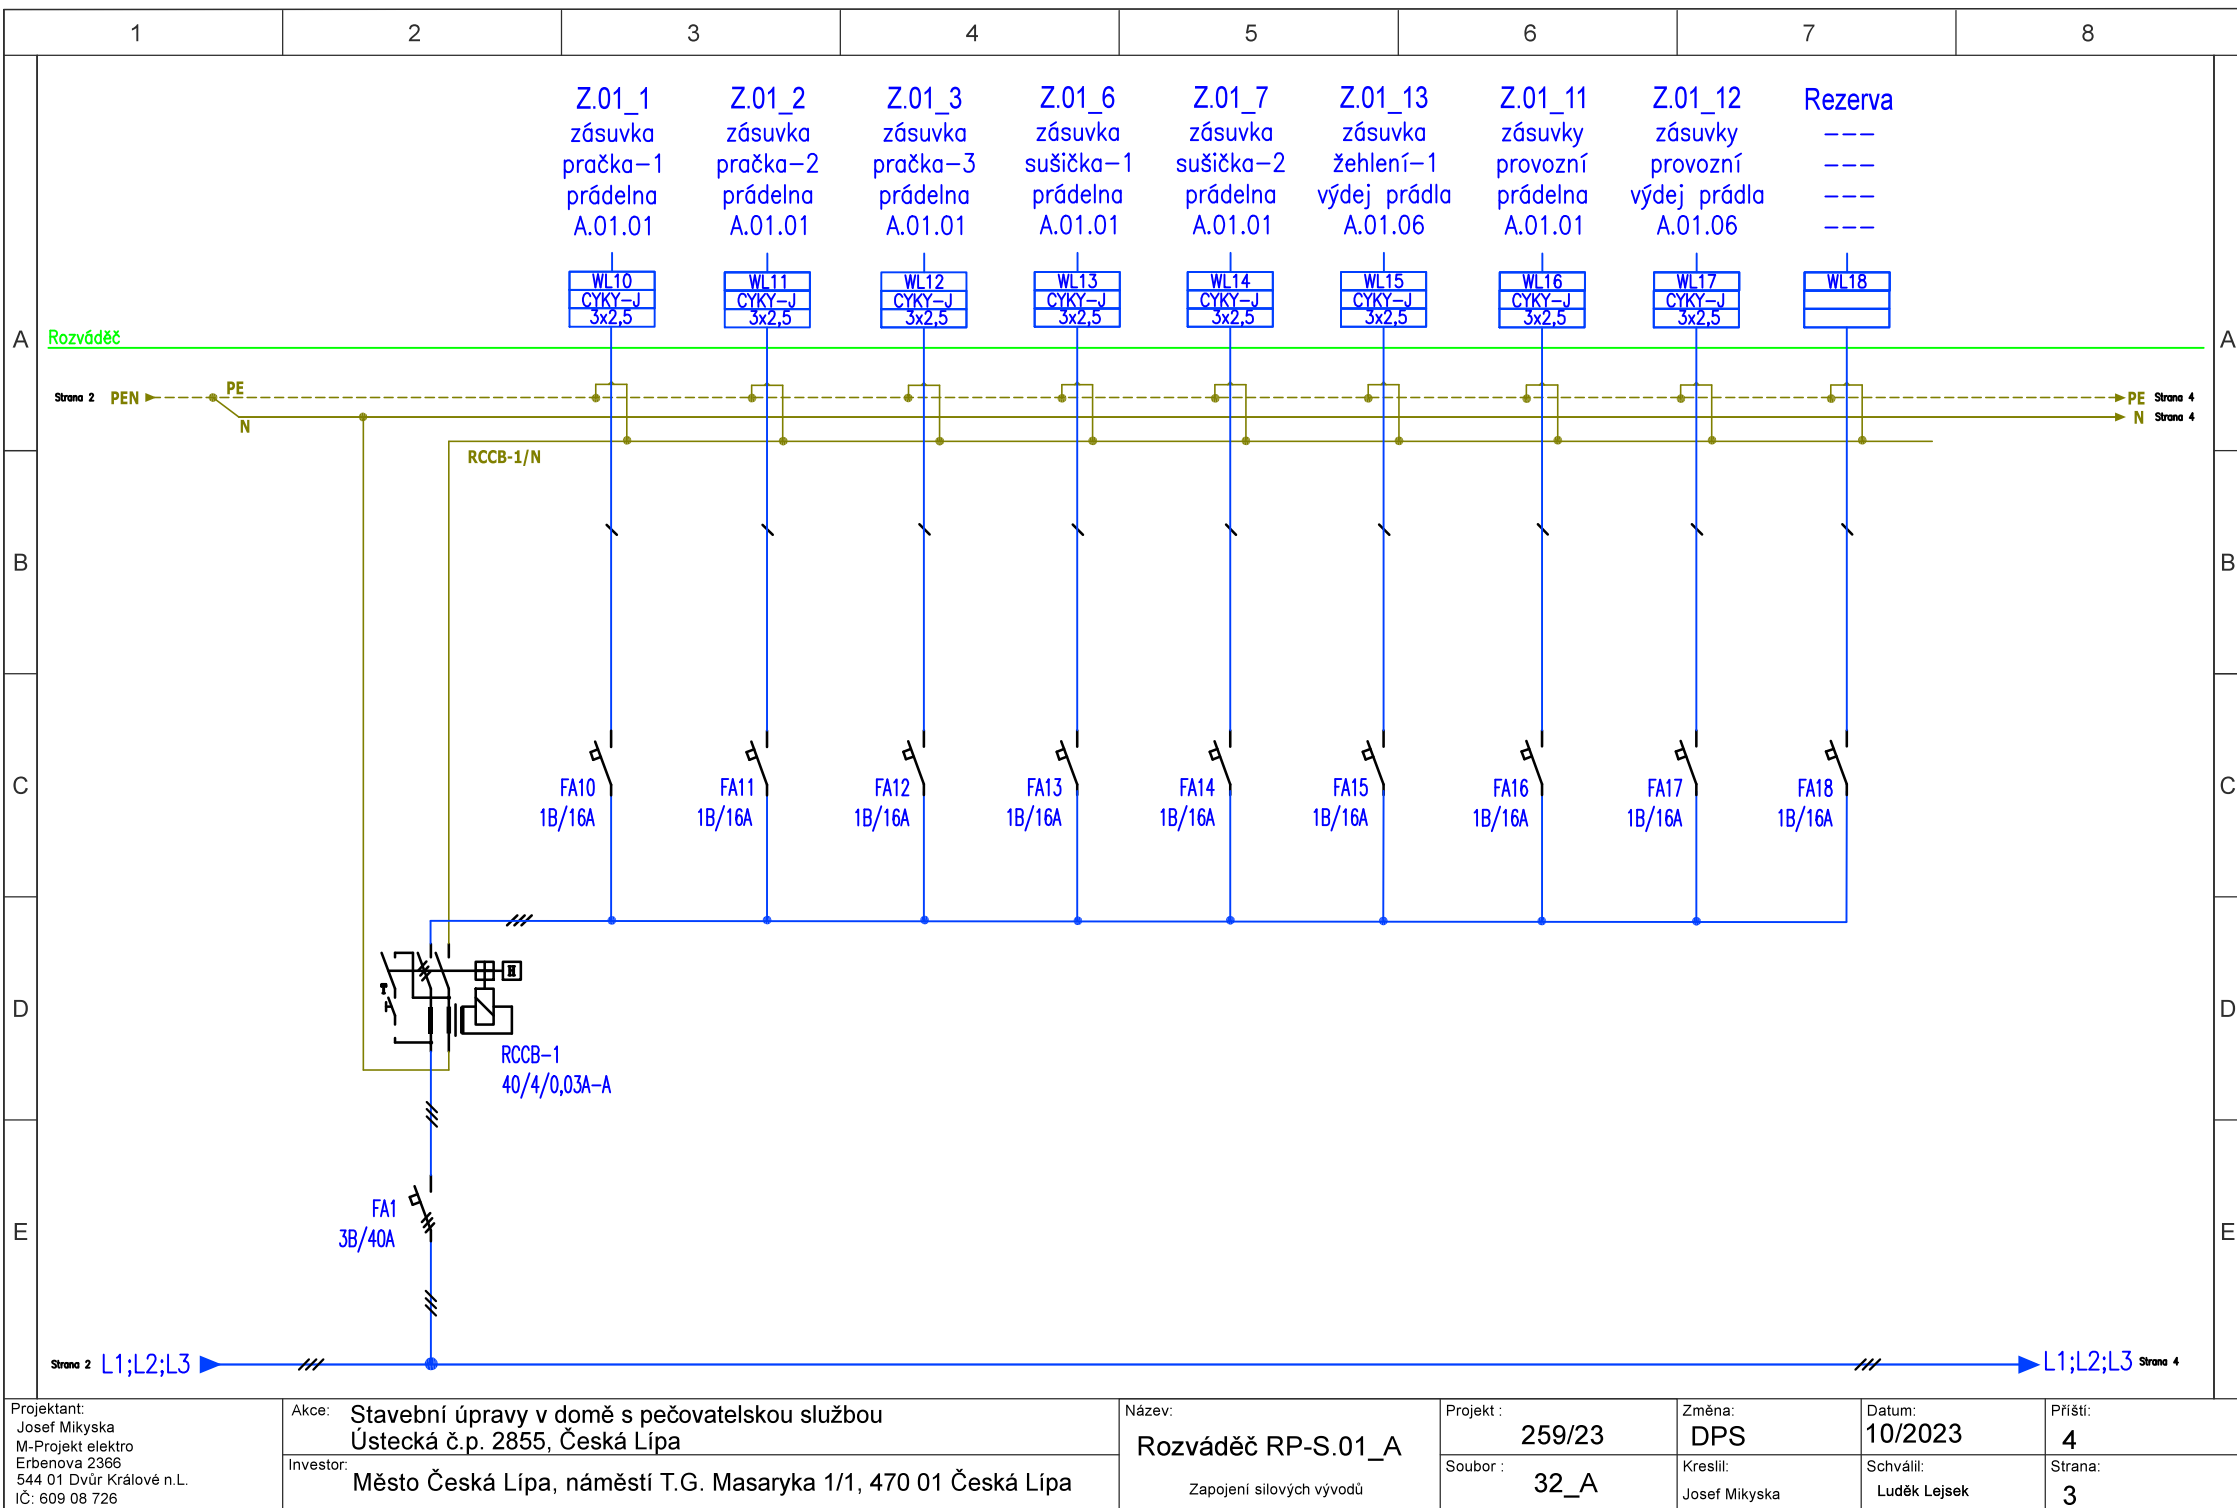 1 2 3 4 5 6 7 8
Z.01_1 Z.01_2 Z.01_3 Z.01_6 Z.01_7 Z.01_13 Z.01_11 Z.01_12 Rezerva
zásuvka zásuvka zásuvka zásuvka zásuvka zásuvka zásuvky zásuvky ---
pračka-1 pračka-2 pračka-3 sušička-1 sušička-2 žehlení-1 provozní provozní ---
prádelna prádelna prádelna prádelna prádelna výdej prádla prádelna výdej prádla ---
A.01.01 A.01.01 A.01.01 A.01.01 A.01.01 A.01.06 A.01.01 A.01.06 ---
WL10 WL11 WL12 WL13 WL14 WL15 WL16 WL17 WL18
CYKY-J CYKY-J CYKY-J CYKY-J CYKY-J CYKY-J CYKY-J CYKY-J
3x2,5 3x2,5 3x2,5 3x2,5 3x2,5 3x2,5 3x2,5 3x2,5
A Rozváděč A
PE
Strana 2 PEN PE Strana 4
N N Strana 4
RCCB-1/N
B B
FA10 FA11 FA12 FA13 FA14 FA15 FA16 FA17 FA18
C C
1B/16A 1B/16A 1B/16A 1B/16A 1B/16A 1B/16A 1B/16A 1B/16A 1B/16A
H
T
D D
RCCB-1
40/4/0,03A-A
FA1
E E
3B/40A
Strana 2 L1;L2;L3 L1;L2;L3 Strana 4
Projektant:
Josef Mikyska
M-Projekt elektro
Erbenova 2366
544 01 Dvůr Králové n.L.
IČ: 609 08 726
Akce: Stavební úpravy v domě s pečovatelskou službou
Ústecká č.p. 2855, Česká Lípa
Investor: Město Česká Lípa, náměstí T.G. Masaryka 1/1, 470 01 Česká Lípa
Název:
Rozváděč RP-S.01_A
Zapojení silových vývodů
Projekt :
259/23
Soubor :
32_A
Změna:
DPS
Kreslil:
Josef Mikyska
Datum:
10/2023
Schválil:
Luděk Lejsek
Příští:
4
Strana:
3